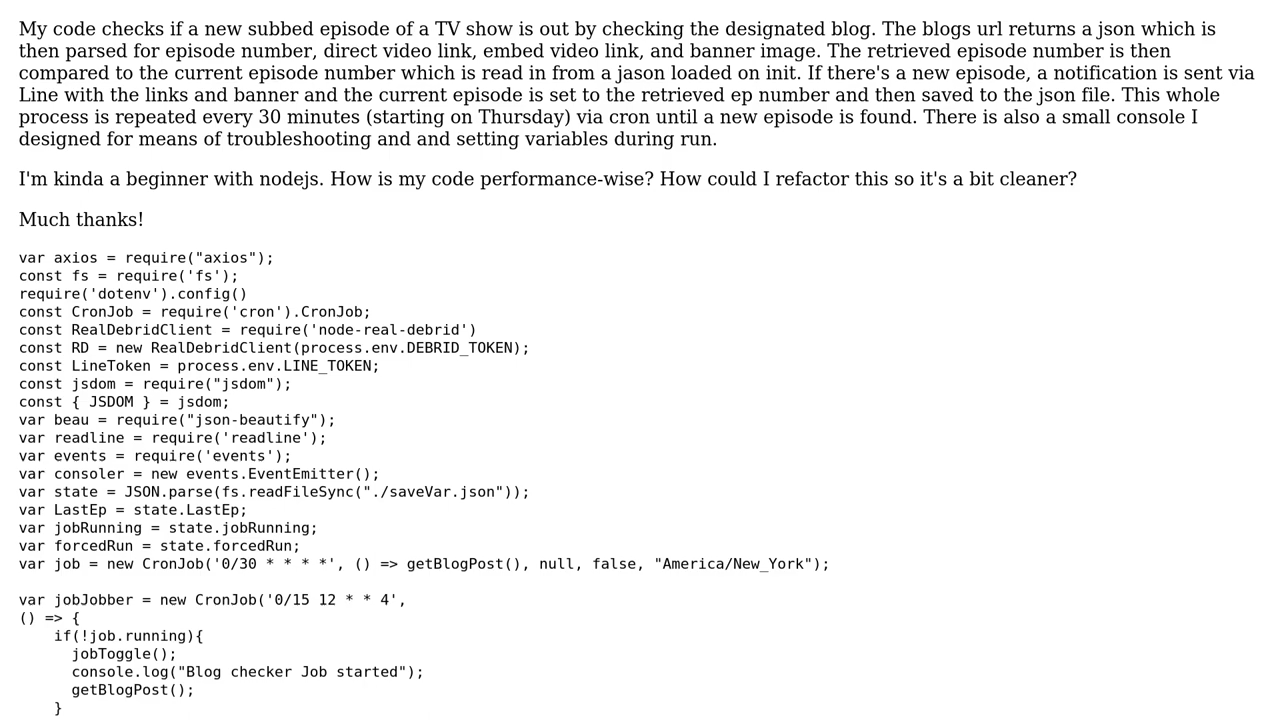 My code checks if a new subbed episode of a TV show is out by checking the designated blog. The blogs url returns a json which is
then parsed for episode number, direct video link, embed video link, and banner image. The retrieved episode number is then
compared to the current episode number which is read in from a jason loaded on init. If there's a new episode, a notification is sent via
Line with the links and banner and the current episode is set to the retrieved ep number and then saved to the json file. This whole
process is repeated every 30 minutes (starting on Thursday) via cron until a new episode is found. There is also a small console I
designed for means of troubleshooting and and setting variables during run.
I'm kinda a beginner with nodejs. How is my code performance-wise? How could I refactor this so it's a bit cleaner?
Much thanks!
var axios = require("axios");
const fs = require('fs');
require('dotenv').config()
const CronJob = require('cron').CronJob;
const RealDebridClient = require('node-real-debrid')
const RD = new RealDebridClient(process.env.DEBRID_TOKEN);
const LineToken = process.env.LINE_TOKEN;
const jsdom = require("jsdom");
const { JSDOM } = jsdom;
var beau = require("json-beautify");
var readline = require('readline');
var events = require('events');
var consoler = new events.EventEmitter();
var state = JSON.parse(fs.readFileSync("./saveVar.json"));
var LastEp = state.LastEp;
var jobRunning = state.jobRunning;
var forcedRun = state.forcedRun;
var job = new CronJob('0/30 * * * *', () => getBlogPost(), null, false, "America/New_York");
var jobJobber = new CronJob('0/15 12 * * 4',
() => {
    if(!job.running){
      jobToggle();
      console.log("Blog checker Job started");
      getBlogPost();
    }